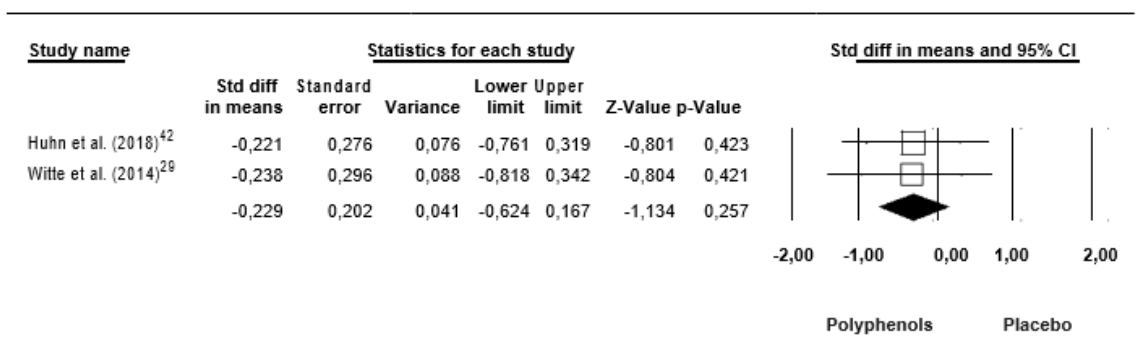 Study name Statistics for each study Std diff in means and 95% CI
Std diff Standard Lower Upper
in means error Variance limit limit Z-Value p-Value
Huhn et al. (2018)42 -0,221 0,276 0,076 -0,761 0,319 -0,801 0,423
Witte et al. (2014)29 -0,238 0,296 0,088 -0,818 0,342 -0,804 0,421
-0,229 0,202 0,041 -0,624 0,167 -1,134 0,257
-2,00 -1,00 0,00 1,00 2,00
Polyphenols Placebo